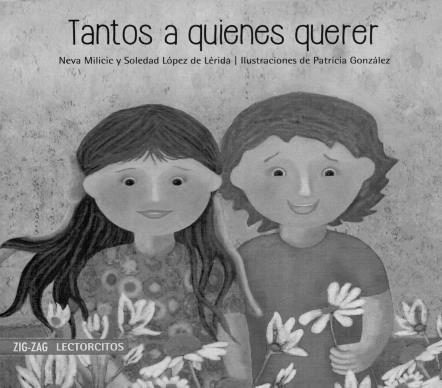 Tantos a quienes querer
Neva Milicic y Soledad López de Lérida | Ilustraciones de Patricia González
ZIG-ZAG LECTORCITOS